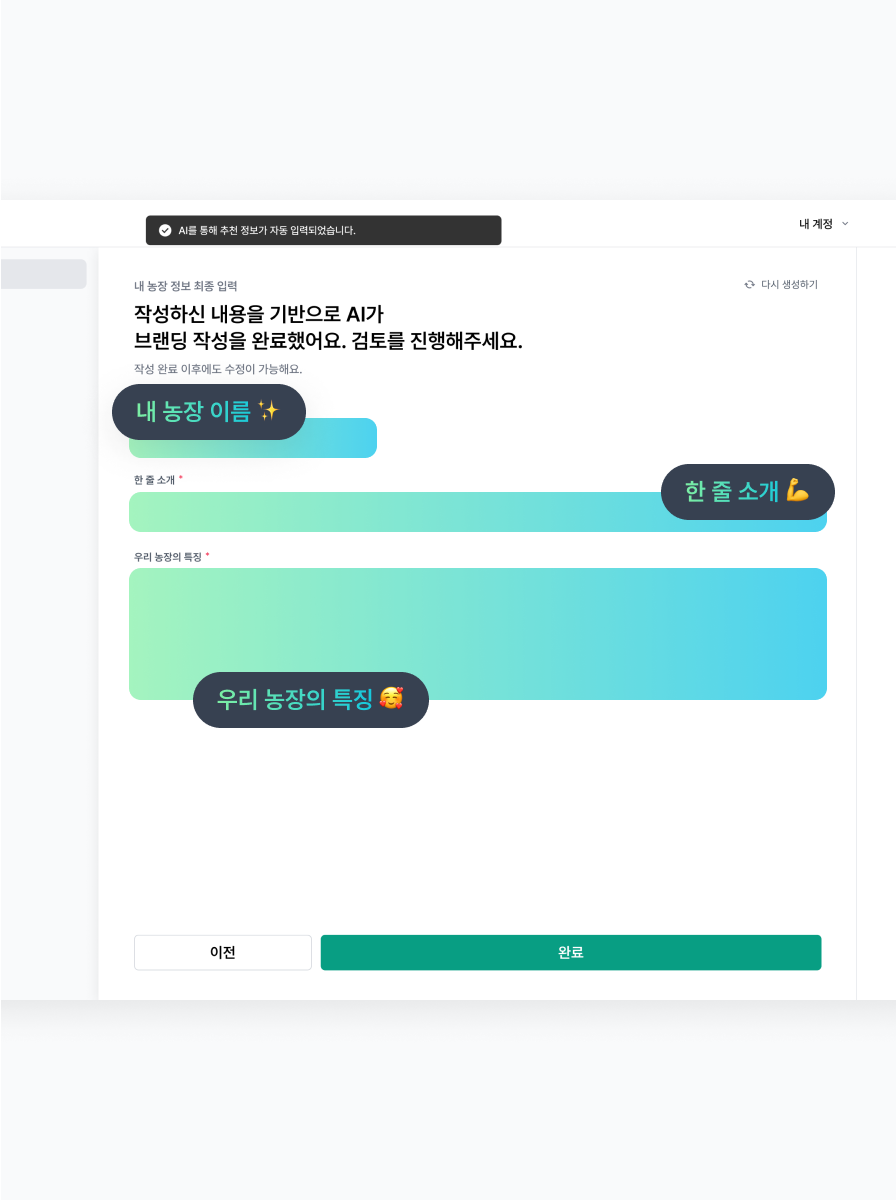 AI를 통해 추천 정보가 자동 입력되었습니다.
내 계정
내 농장 정보 최종 입력
다시 생성하기
작성하신 내용을 기반으로 AI가
브랜딩 작성을 완료했어요. 검토를 진행해주세요.
작성 완료 이후에도 수정이 가능해요.
내 농장 이름 ✨
한 줄 소개 *
한 줄 소개 💪
우리 농장의 특징 *
우리 농장의 특징 🥰
이전
완료